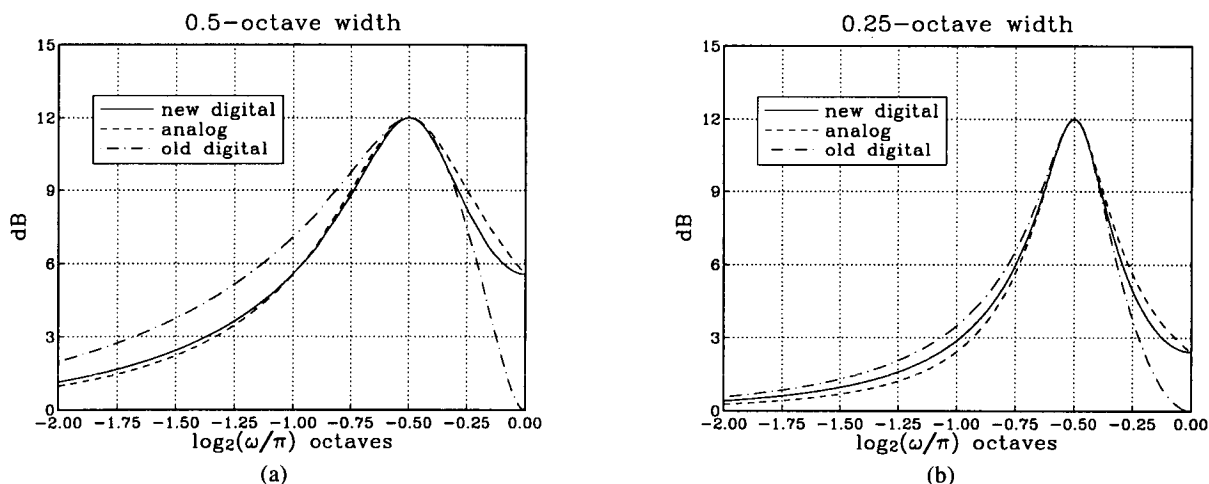 0.5-octave width
15
12
9
6
3
0
dB
new digital
analog
old digital
-2.00 -1.75 -1.50 -1.25 -1.00 -0.75 -0.50 -0.25 0.00
log₂(ω/π) octaves
(a)
0.25-octave width
15
12
9
6
3
0
dB
new digital
analog
old digital
-2.00 -1.75 -1.50 -1.25 -1.00 -0.75 -0.50 -0.25 0.00
log₂(ω/π) octaves
(b)